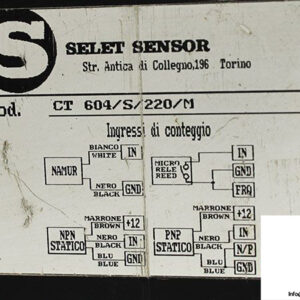 S
SELET SENSOR
Str. Antica di Collegno,196 Torino
od. CT 604/S/220/M
Ingressi di conteggio
NAMUR
BIANCO
WHITE
IN
NERO
BLACK
GND
MICRO
RELE
REED
IN
GND
FRQ
NPN
STATICO
MARRONE
BROWN
+12
NERO
BLACK
IN
BLU
BLUE
GND
PNP
STATICO
MARRONE
BROWN
+12
NERO
BLACK
IN
N/P
BLU
BLUE
GND